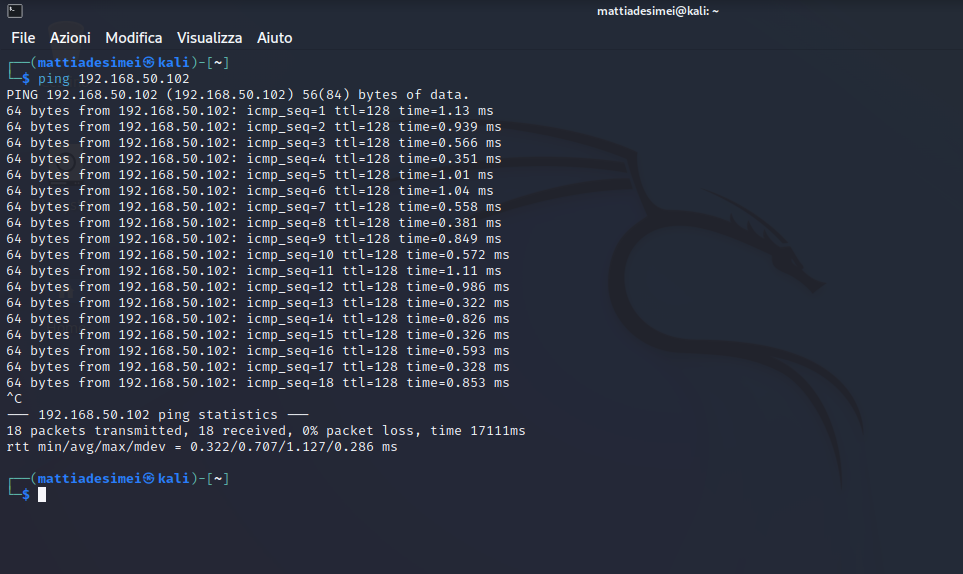 mattiadesimei@kali: ~
File Azioni Modifica Visualizza Aiuto
┌──(mattiadesimei㉿kali)-[~]
└─$ ping 192.168.50.102
PING 192.168.50.102 (192.168.50.102) 56(84) bytes of data.
64 bytes from 192.168.50.102: icmp_seq=1 ttl=128 time=1.13 ms
64 bytes from 192.168.50.102: icmp_seq=2 ttl=128 time=0.939 ms
64 bytes from 192.168.50.102: icmp_seq=3 ttl=128 time=0.566 ms
64 bytes from 192.168.50.102: icmp_seq=4 ttl=128 time=0.351 ms
64 bytes from 192.168.50.102: icmp_seq=5 ttl=128 time=1.01 ms
64 bytes from 192.168.50.102: icmp_seq=6 ttl=128 time=1.04 ms
64 bytes from 192.168.50.102: icmp_seq=7 ttl=128 time=0.558 ms
64 bytes from 192.168.50.102: icmp_seq=8 ttl=128 time=0.381 ms
64 bytes from 192.168.50.102: icmp_seq=9 ttl=128 time=0.849 ms
64 bytes from 192.168.50.102: icmp_seq=10 ttl=128 time=0.572 ms
64 bytes from 192.168.50.102: icmp_seq=11 ttl=128 time=1.11 ms
64 bytes from 192.168.50.102: icmp_seq=12 ttl=128 time=0.986 ms
64 bytes from 192.168.50.102: icmp_seq=13 ttl=128 time=0.322 ms
64 bytes from 192.168.50.102: icmp_seq=14 ttl=128 time=0.826 ms
64 bytes from 192.168.50.102: icmp_seq=15 ttl=128 time=0.326 ms
64 bytes from 192.168.50.102: icmp_seq=16 ttl=128 time=0.593 ms
64 bytes from 192.168.50.102: icmp_seq=17 ttl=128 time=0.328 ms
64 bytes from 192.168.50.102: icmp_seq=18 ttl=128 time=0.853 ms
^C
--- 192.168.50.102 ping statistics ---
18 packets transmitted, 18 received, 0% packet loss, time 17111ms
rtt min/avg/max/mdev = 0.322/0.707/1.127/0.286 ms
┌──(mattiadesimei㉿kali)-[~]
└─$